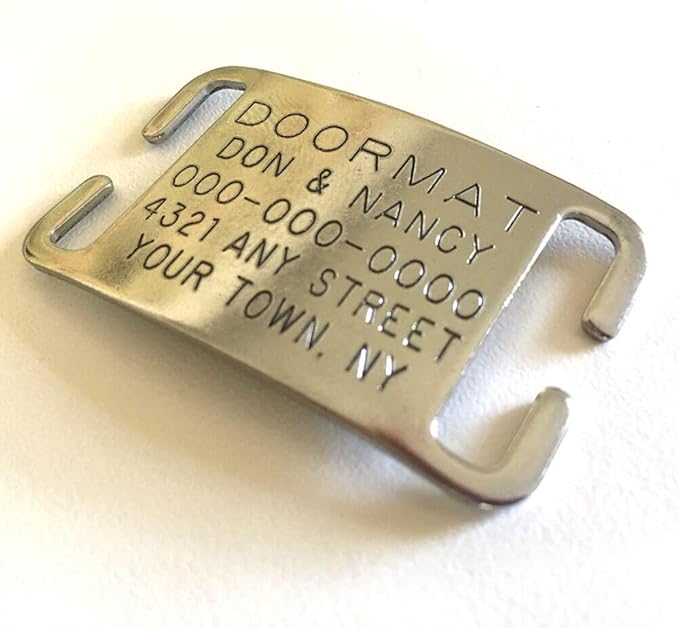 DOORMAT
DON & NANCY
000-000-0000
4321 ANY STREET
YOUR TOWN, NY